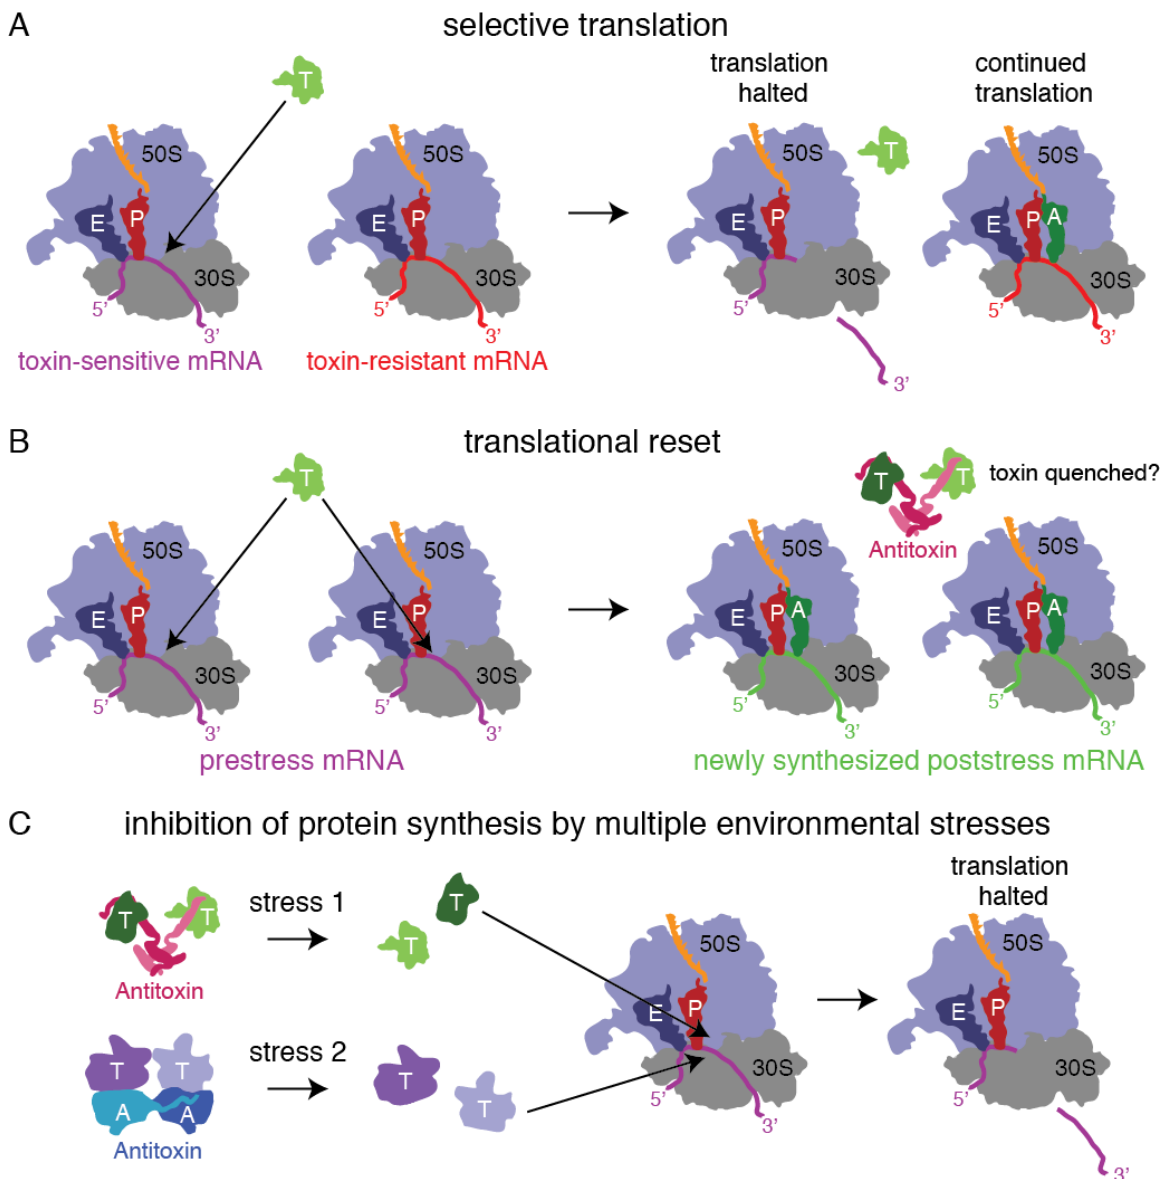 A
selective translation
T
translation
halted
continued
translation
50S
E
P
30S
5’
3’
toxin-sensitive mRNA
50S
E
P
30S
5’
3’
toxin-resistant mRNA
50S
T
E
P
30S
5’
3’
50S
E
P
A
30S
5’
3’
B
translational reset
T
T
T
toxin quenched?
Antitoxin
50S
E
P
30S
5’
3’
50S
E
P
30S
5’
3’
prestress mRNA
50S
E
P
A
30S
5’
3’
50S
E
P
A
30S
5’
3’
newly synthesized poststress mRNA
C
inhibition of protein synthesis by multiple environmental stresses
T
T
Antitoxin
stress 1
T
T
T
T
A
A
Antitoxin
stress 2
T
T
50S
E
P
30S
5’
3’
translation
halted
50S
E
P
30S
5’
3’